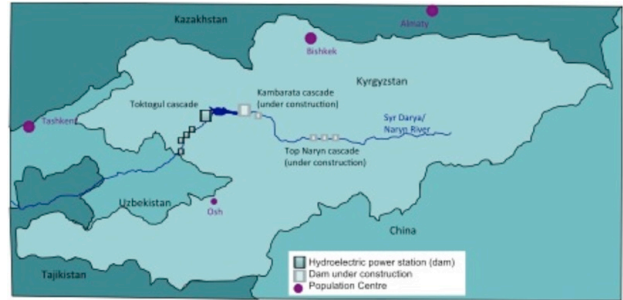 Kazakhstan
Almaty
Bishkek
Kyrgyzstan
Kambarata cascade
(under construction)
Toktogul cascade
Tashkent
Syr Darya/
Naryn River
Top Naryn cascade
(under construction)
Uzbekistan
Osh
China
Tajikistan
Hydroelectric power station (dam)
Dam under construction
Population Centre